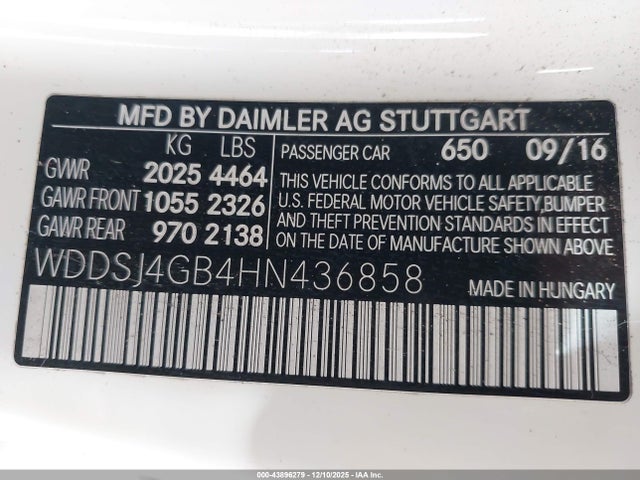 MFD BY DAIMLER AG STUTTGART
KG LBS
GVWR 2025 4464
GAWR FRONT 1055 2326
GAWR REAR 970 2138
PASSENGER CAR 650 09/16
THIS VEHICLE CONFORMS TO ALL APPLICABLE
U.S. FEDERAL MOTOR VEHICLE SAFETY,BUMPER
AND THEFT PREVENTION STANDARDS IN EFFECT
ON THE DATE OF MANUFACTURE SHOWN ABOVE.
WDDSJ4GB4HN436858
MADE IN HUNGARY
000-43896279 - 12/10/2025 - IAA Inc.